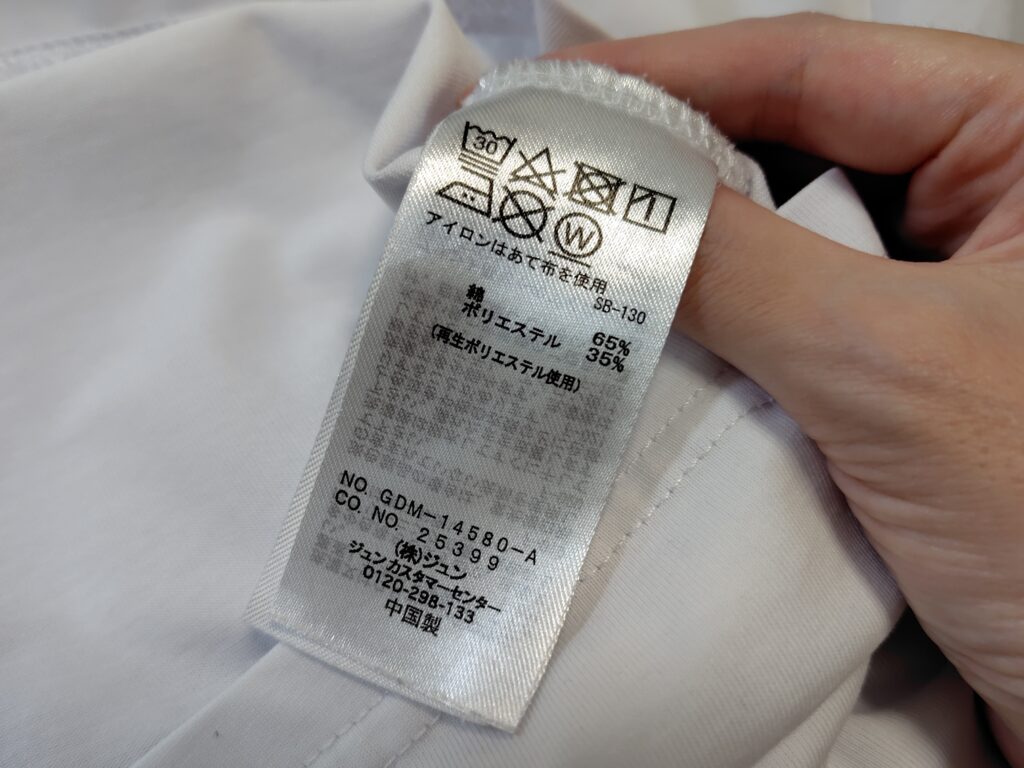 30
W
アイロンはあて布を使用
SB-130
綿 65%
ポリエステル 35%
(再生ポリエステル使用)
NO. GDM-14580-A
CO. NO. 25399
(株)ジュン
ジュンカスタマーセンター
0120-298-133
中国製